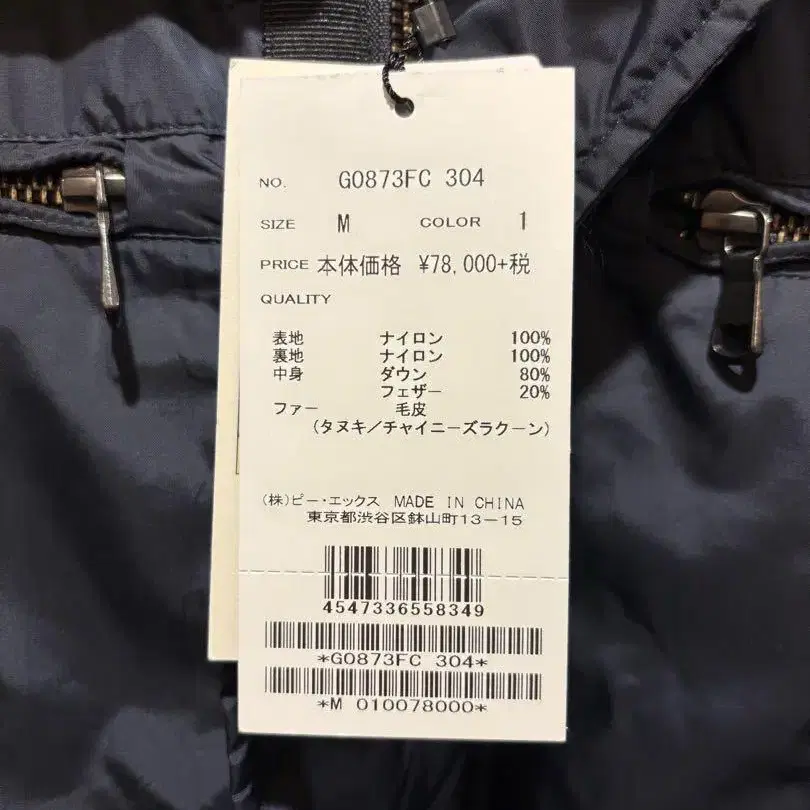 NO. G0873FC 304
SIZE M COLOR 1
PRICE 本体価格 ¥78,000+税
QUALITY
表地 ナイロン 100%
裏地 ナイロン 100%
中身 ダウン 80%
フェザー 20%
ファー 毛皮
(タヌキ/チャイニーズラクーン)
(株)ピー・エックス MADE IN CHINA
東京都渋谷区鉢山町13-15
4547336558349
*G0873FC 304*
*M 010078000*